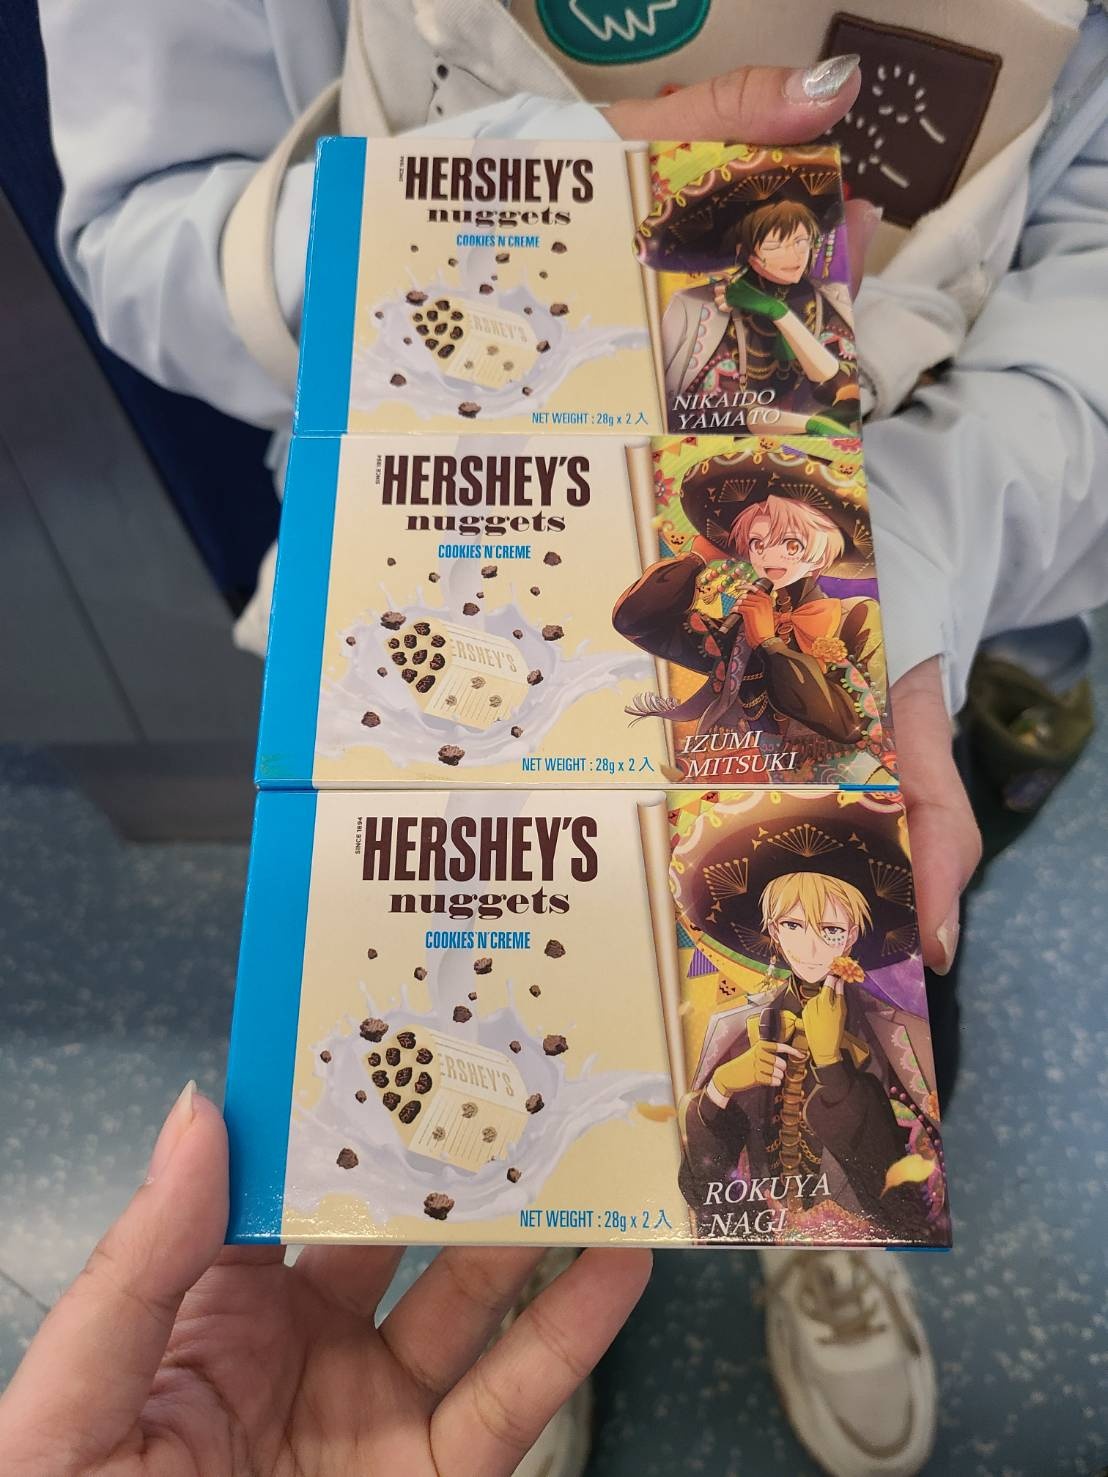 SINCE 1894
HERSHEY'S
nuggets
COOKIES'N'CREME
HERSHEY'S
NET WEIGHT : 28g x 2 入
NIKAIDO
YAMATO
SINCE 1894
HERSHEY'S
nuggets
COOKIES'N'CREME
ERSHEY'S
NET WEIGHT : 28g x 2 入
IZUMI
MITSUKI
SINCE 1894
HERSHEY'S
nuggets
COOKIES'N'CREME
ERSHEY'S
NET WEIGHT : 28g x 2 入
ROKUYA
NAGI